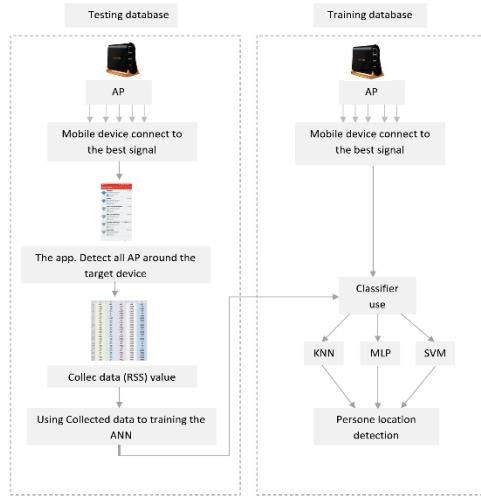 Testing database
Training database
AP
Mobile device connect to
the best signal
The app. Detect all AP around the
target device
Collec data (RSS) value
Using Collected data to training the
ANN
AP
Mobile device connect to
the best signal
Classifier
use
KNN
MLP
SVM
Persone location
detection